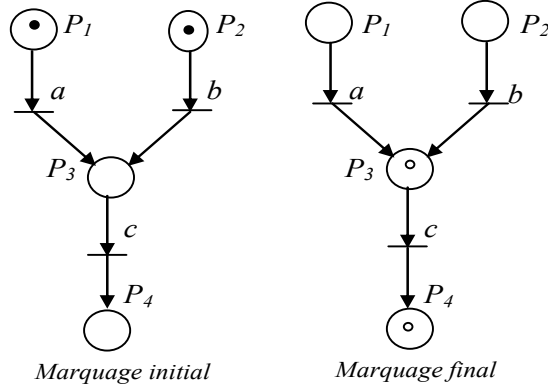 P1 P2 P1 P2
a b a b
P3 P3
c c
P4 P4
Marquage initial Marquage final